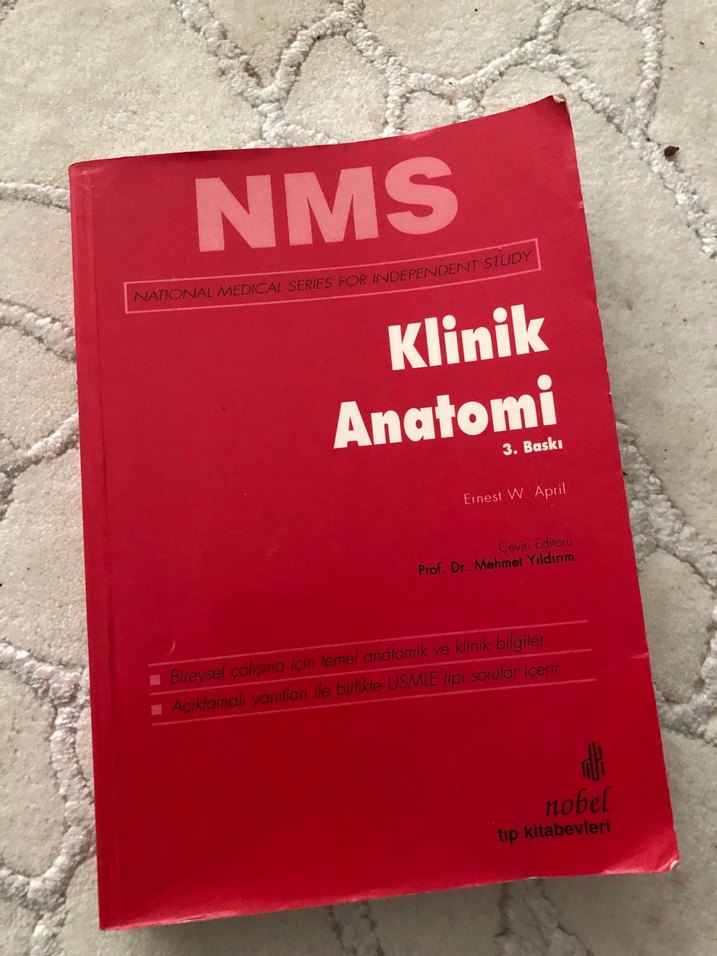 NMS
NATIONAL MEDICAL SERIES FOR INDEPENDENT STUDY
Klinik
Anatomi
3. Baskı
Ernest W. April
Çeviri Editörü
Prof. Dr. Mehmet Yıldırım
Bireysel çalışma için temel anatomik ve klinik bilgiler
Açıklamalı yanıtları ile birlikte USMLE tipi sorular içerir
nobel
tıp kitabevleri